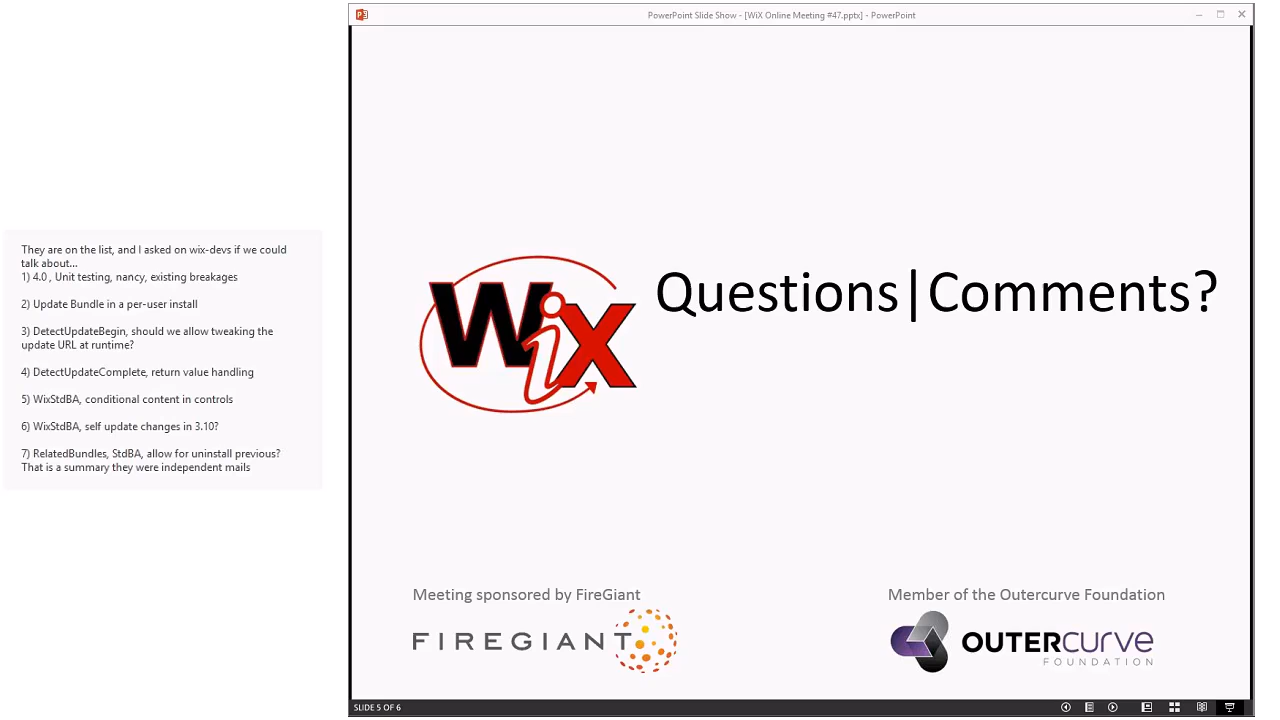 PowerPoint Slide Show - [WiX Online Meeting #47.pptx] - PowerPoint
They are on the list, and I asked on wix-devs if we could
talk about...
1) 4.0 , Unit testing, nancy, existing breakages
2) Update Bundle in a per-user install
3) DetectUpdateBegin, should we allow tweaking the
update URL at runtime?
4) DetectUpdateComplete, return value handling
5) WixStdBA, conditional content in controls
6) WixStdBA, self update changes in 3.10?
7) RelatedBundles, StdBA, allow for uninstall previous?
That is a summary they were independent mails
WiX
Questions|Comments?
Meeting sponsored by FireGiant
FIREGIANT
Member of the Outercurve Foundation
OUTERCURVE
FOUNDATION
SLIDE 5 OF 6